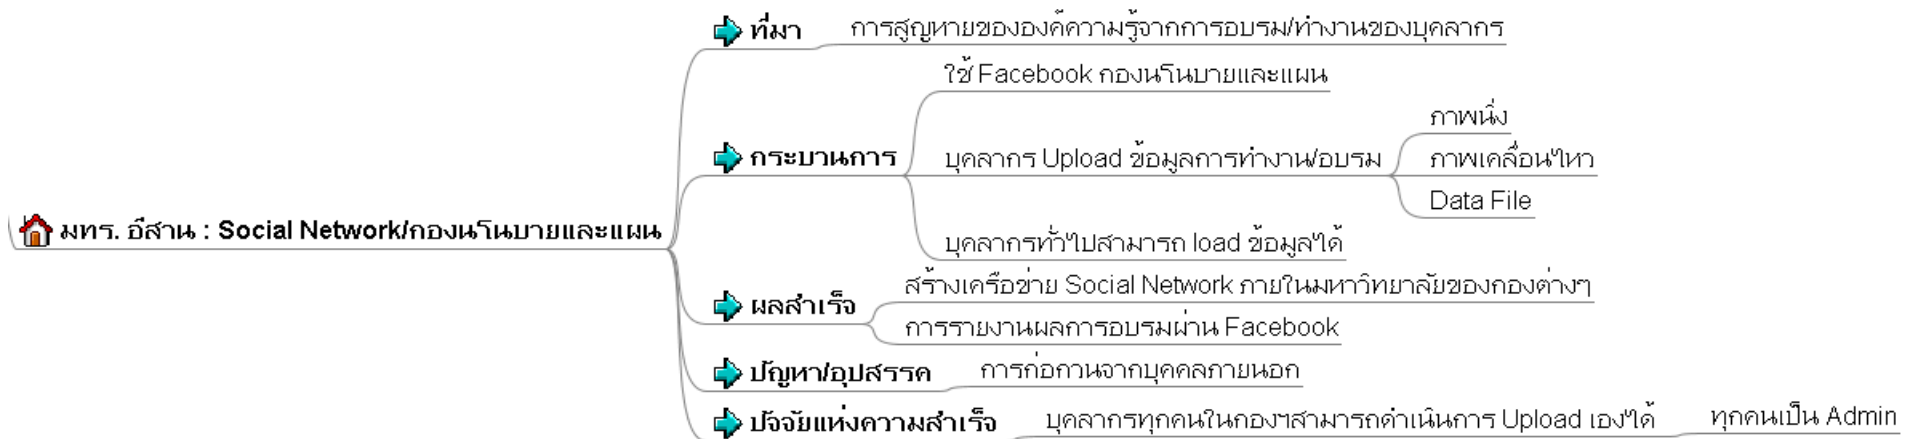 ที่มา
การสูญหายขององค์ความรู้จากการอบรม/ทำงานของบุคลากร
ใช้ Facebook กองนโนบายและแผน
กระบวนการ
บุคลากร Upload ข้อมูลการทำงาน/อบรม
ภาพนิ่ง
ภาพเคลื่อนไหว
Data File
บุคลากรทั่วไปสามารถ load ข้อมูลได้
มทร. อีสาน : Social Network/กองนโนบายและแผน
ผลสำเร็จ
สร้างเครือข่าย Social Network ภายในมหาวิทยาลัยของกองต่างๆ
การรายงานผลการอบรมผ่าน Facebook
ปัญหา/อุปสรรค
การก่อกวนจากบุคคลภายนอก
ปัจจัยแห่งความสำเร็จ
บุคลากรทุกคนในกองฯสามารถดำเนินการ Upload เองได้
ทุกคนเป็น Admin